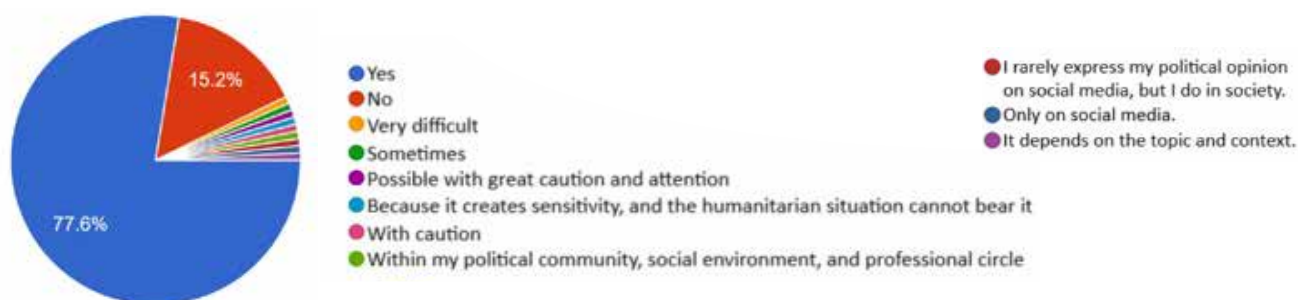 15.2%
77.6%
Yes
No
Very difficult
Sometimes
Possible with great caution and attention
Because it creates sensitivity, and the humanitarian situation cannot bear it
With caution
Within my political community, social environment, and professional circle
I rarely express my political opinion
on social media, but I do in society.
Only on social media.
It depends on the topic and context.